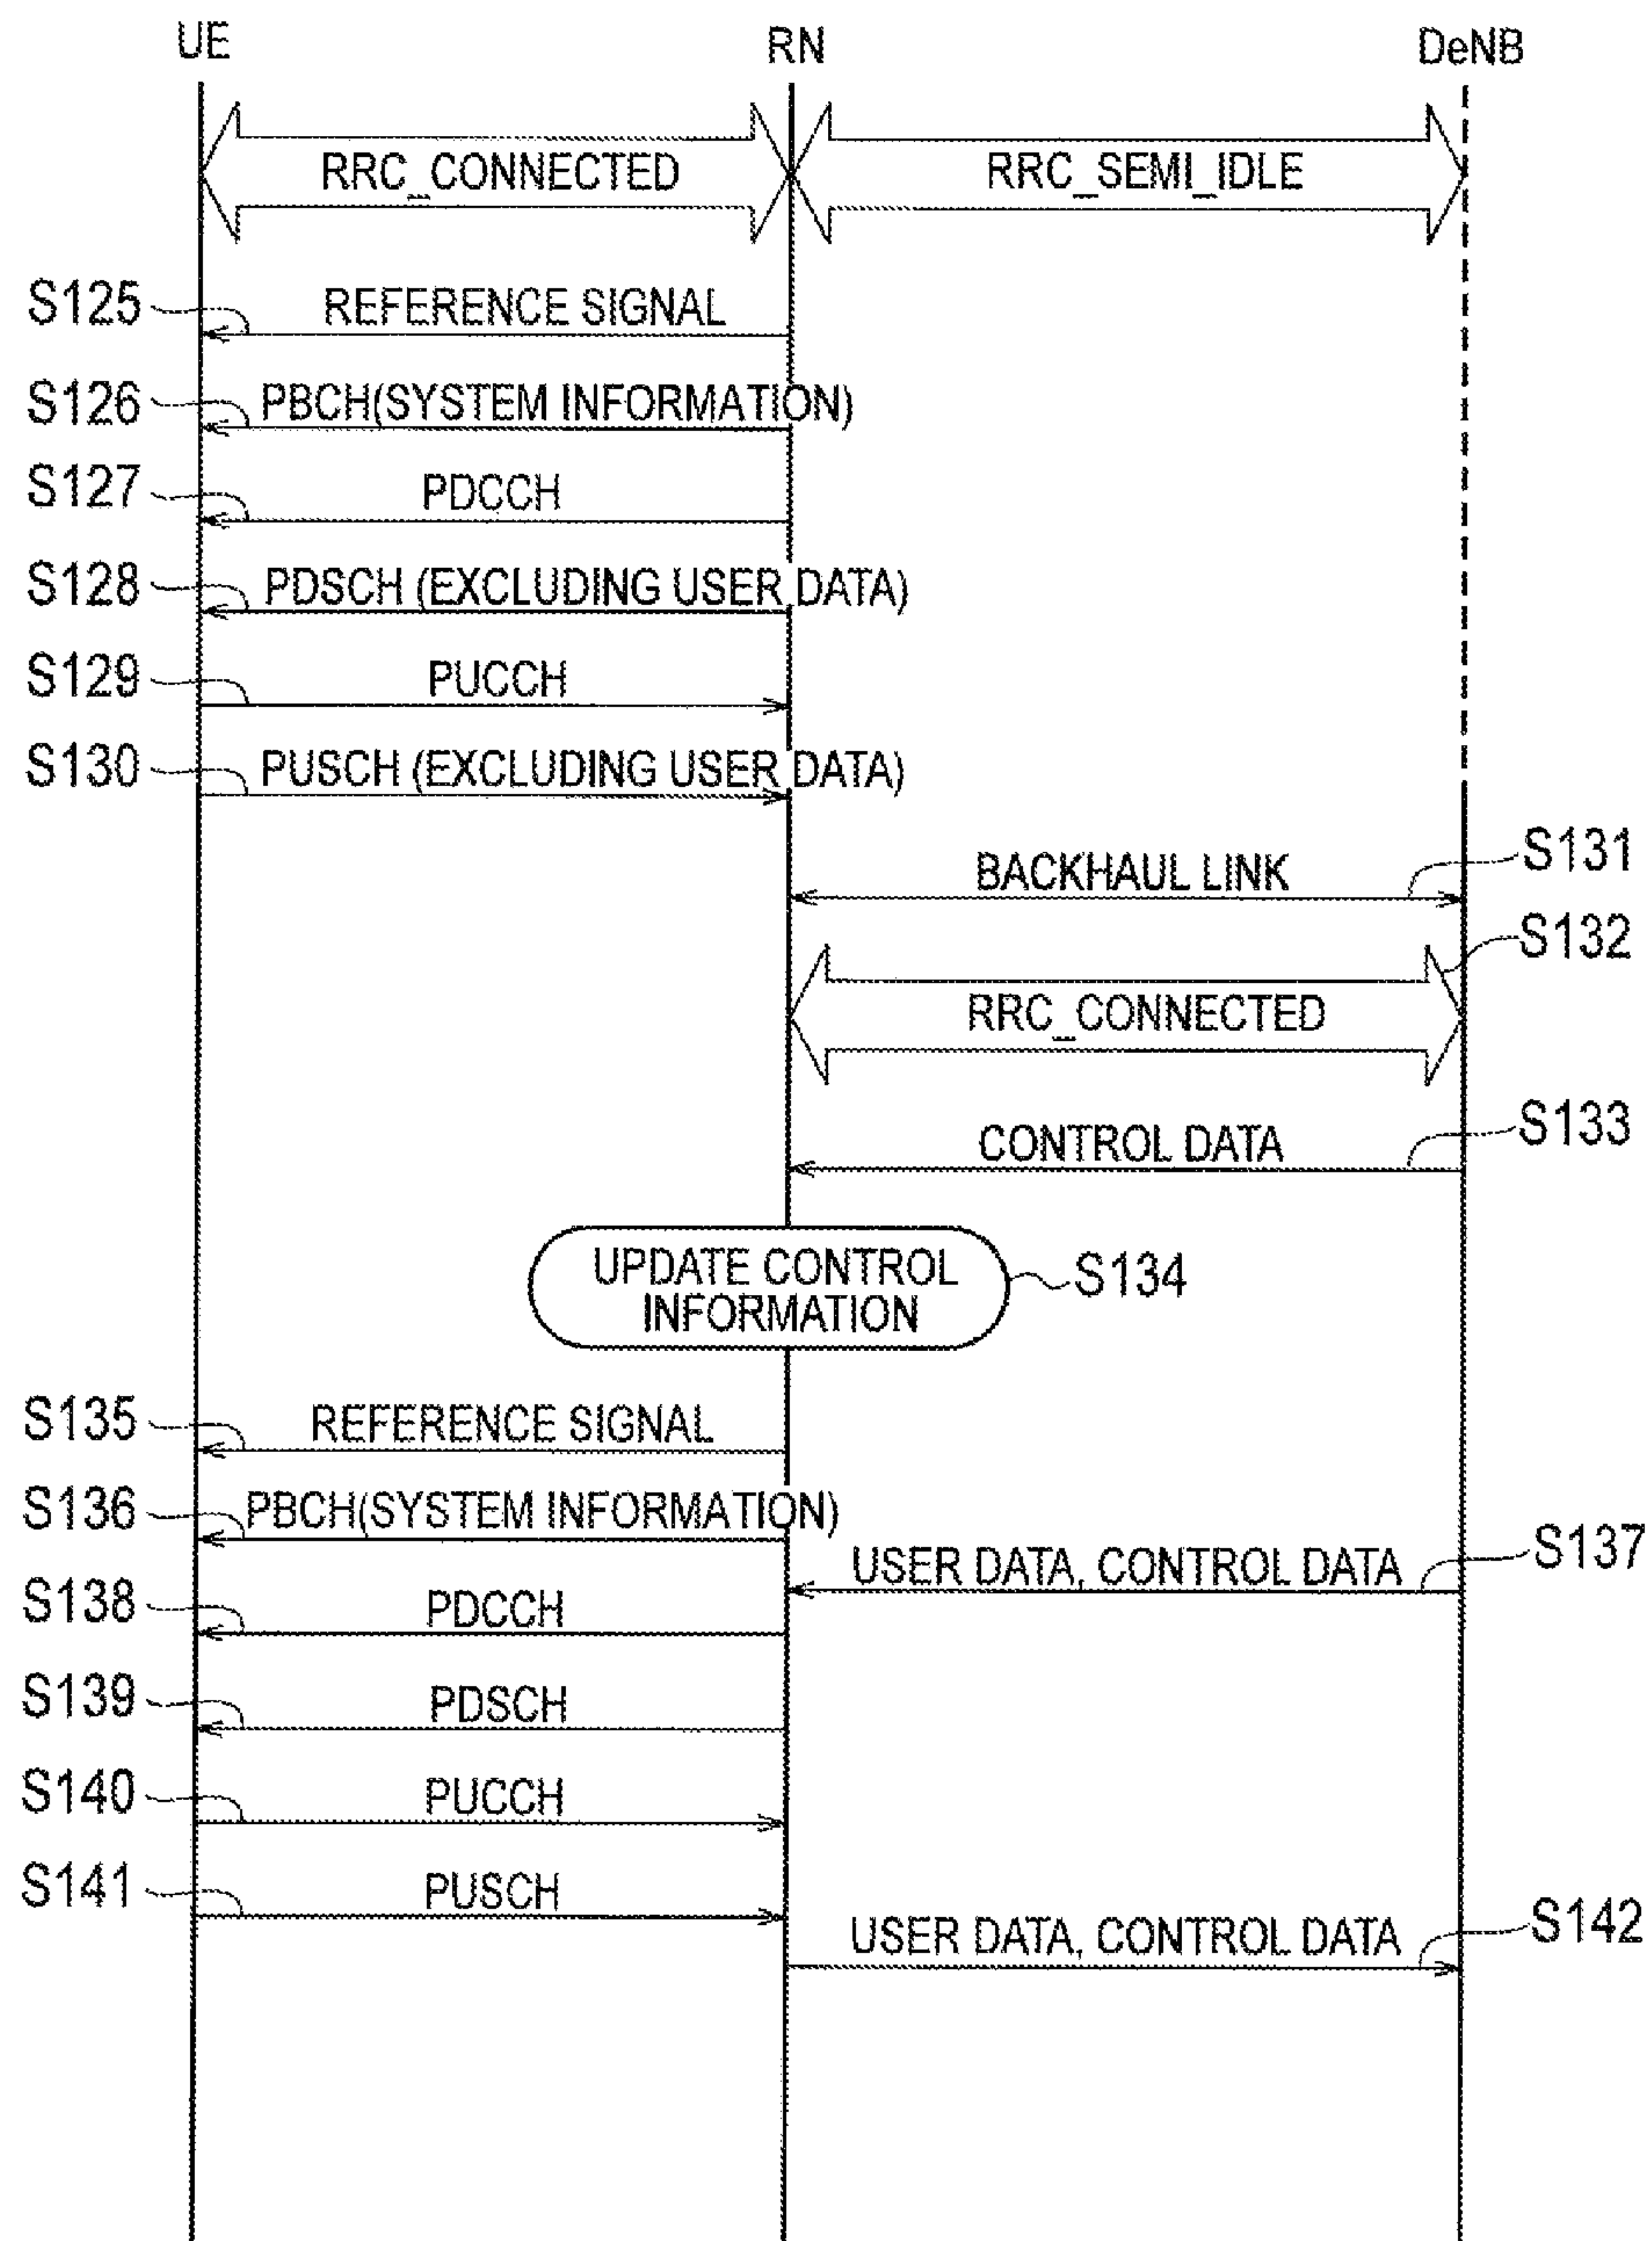 UE
RN
DeNB
RRC_CONNECTED
RRC_SEMI_IDLE
S125
REFERENCE SIGNAL
S126
PBCH(SYSTEM INFORMATION)
S127
PDCCH
S128
PDSCH (EXCLUDING USER DATA)
S129
PUCCH
S130
PUSCH (EXCLUDING USER DATA)
BACKHAUL LINK
S131
S132
RRC_CONNECTED
CONTROL DATA
S133
UPDATE CONTROL
INFORMATION
S134
S135
REFERENCE SIGNAL
S136
PBCH(SYSTEM INFORMATION)
USER DATA, CONTROL DATA
S137
S138
PDCCH
S139
PDSCH
S140
PUCCH
S141
PUSCH
USER DATA, CONTROL DATA
S142